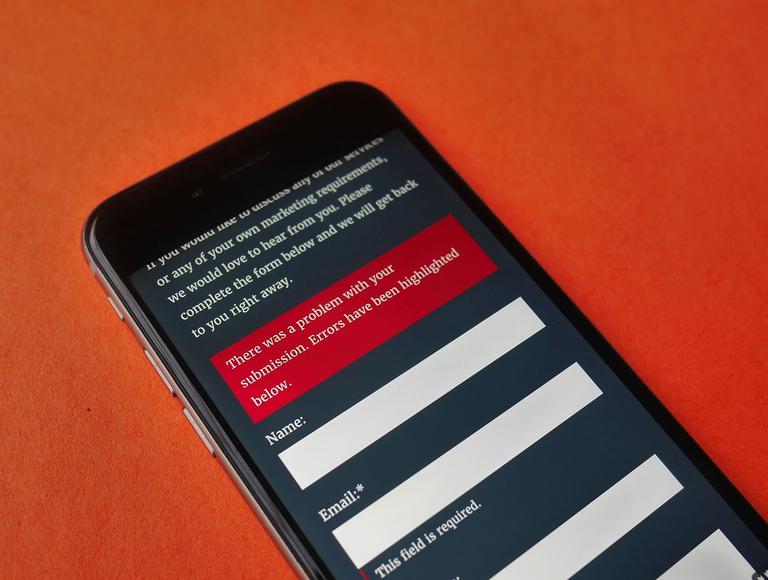 If you would like to discuss any of our services
or any of your own marketing requirements,
we would love to hear from you. Please
complete the form below and we will get back
to you right away.
There was a problem with your
submission. Errors have been highlighted
below.
Name:
Email:*
This field is required.